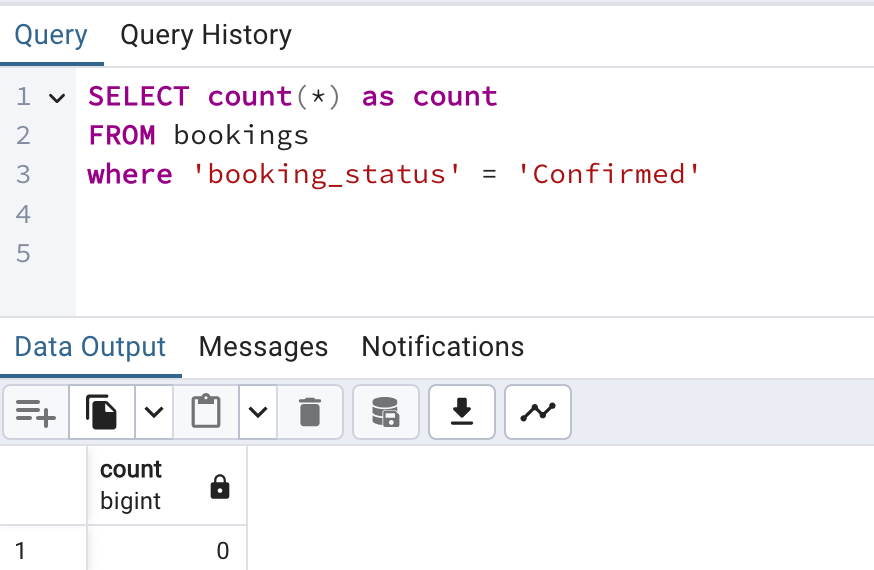 Query Query History
1 SELECT count(*) as count
2 FROM bookings
3 where 'booking_status' = 'Confirmed'
4
5
Data Output Messages Notifications
count
bigint
1 0